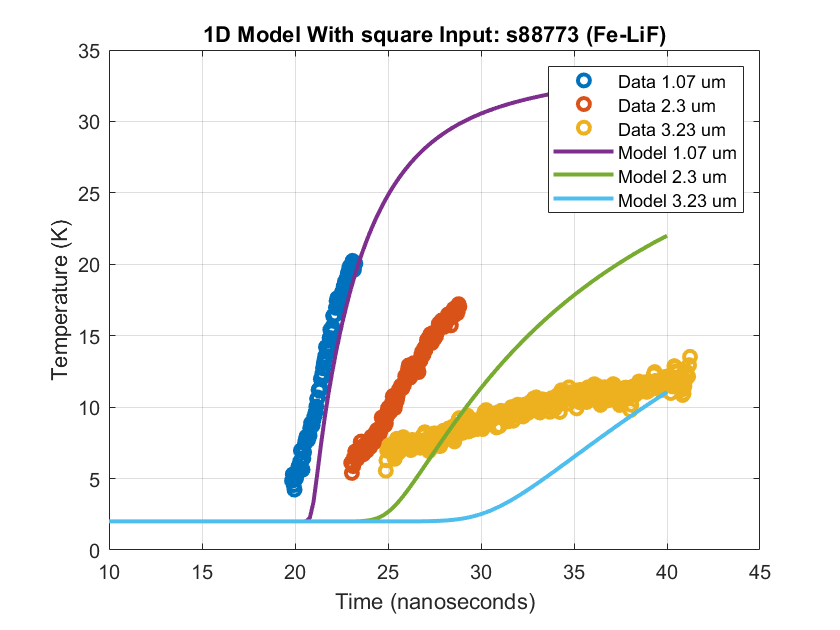 1D Model With square Input: s88773 (Fe-LiF)
35
30
25
20
15
10
5
0
Temperature (K)
Data 1.07 um
Data 2.3 um
Data 3.23 um
Model 1.07 um
Model 2.3 um
Model 3.23 um
10 15 20 25 30 35 40 45
Time (nanoseconds)